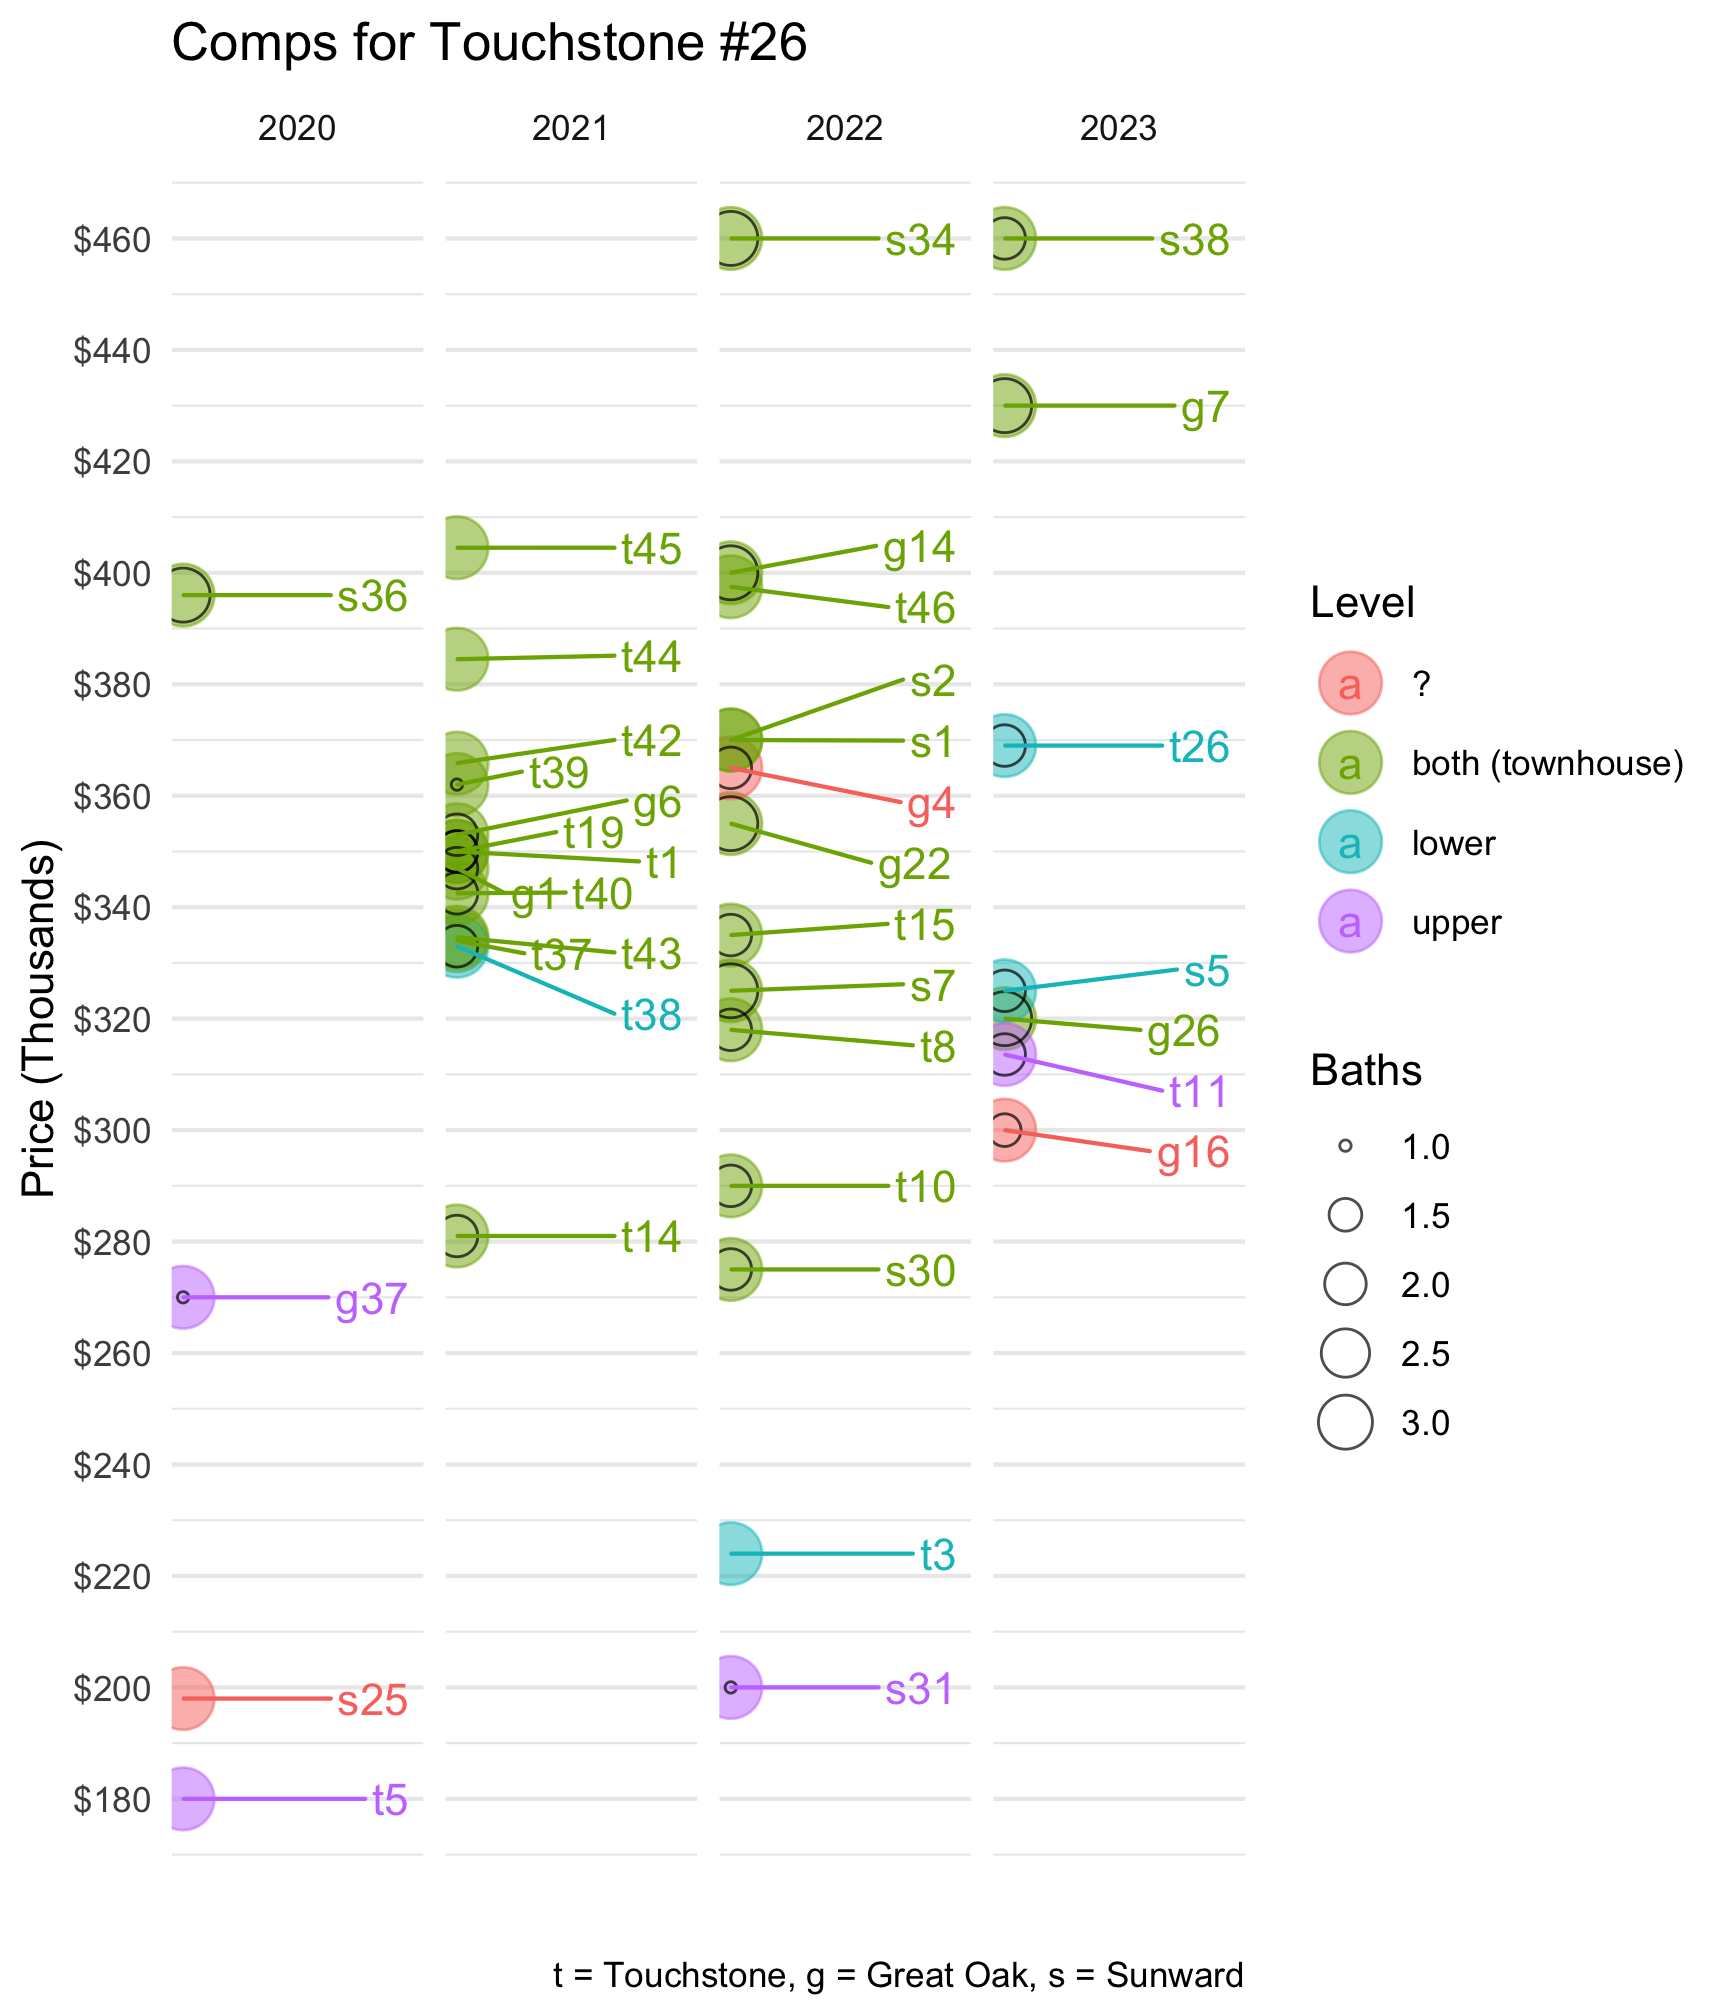 Comps for Touchstone #26
2020 2021 2022 2023
$460 s34 s38
$440
g7
$420
t45 g14
$400
s36 t46
t44
$380 s2
t42 s1 t26
t39
$360 g6 g4
t19
t1 g22
g1 t40
$340
t15
t37 t43
s7 s5
t38
$320 g26
t8
t11
$300
g16
t10
$280 t14
s30
g37
$260
$240
t3
$220
$200 s31
s25
$180 t5
Price (Thousands)
Level
a ?
a both (townhouse)
a lower
a upper
Baths
1.0
1.5
2.0
2.5
3.0
t = Touchstone, g = Great Oak, s = Sunward